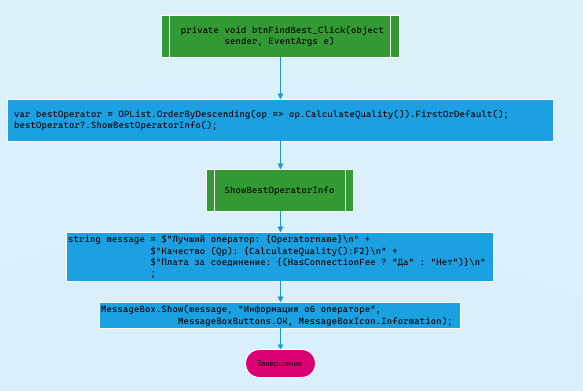 private void btnFindBest_Click(object
sender, EventArgs e)
var bestOperator = OPList.OrderByDescending(op => op.CalculateQuality()).FirstOrDefault();
bestOperator?.ShowBestOperatorInfo();
ShowBestOperatorInfo
string message = $"Лучший оператор: {Operatorname}\n" +
$"Качество (Qp): {CalculateQuality():F2}\n" +
$"Плата за соединение: {(HasConnectionFee ? "Да" : "Нет")}\n"
;
MessageBox.Show(message, "Информация об операторе",
MessageBoxButtons.OK, MessageBoxIcon.Information);
Завершение